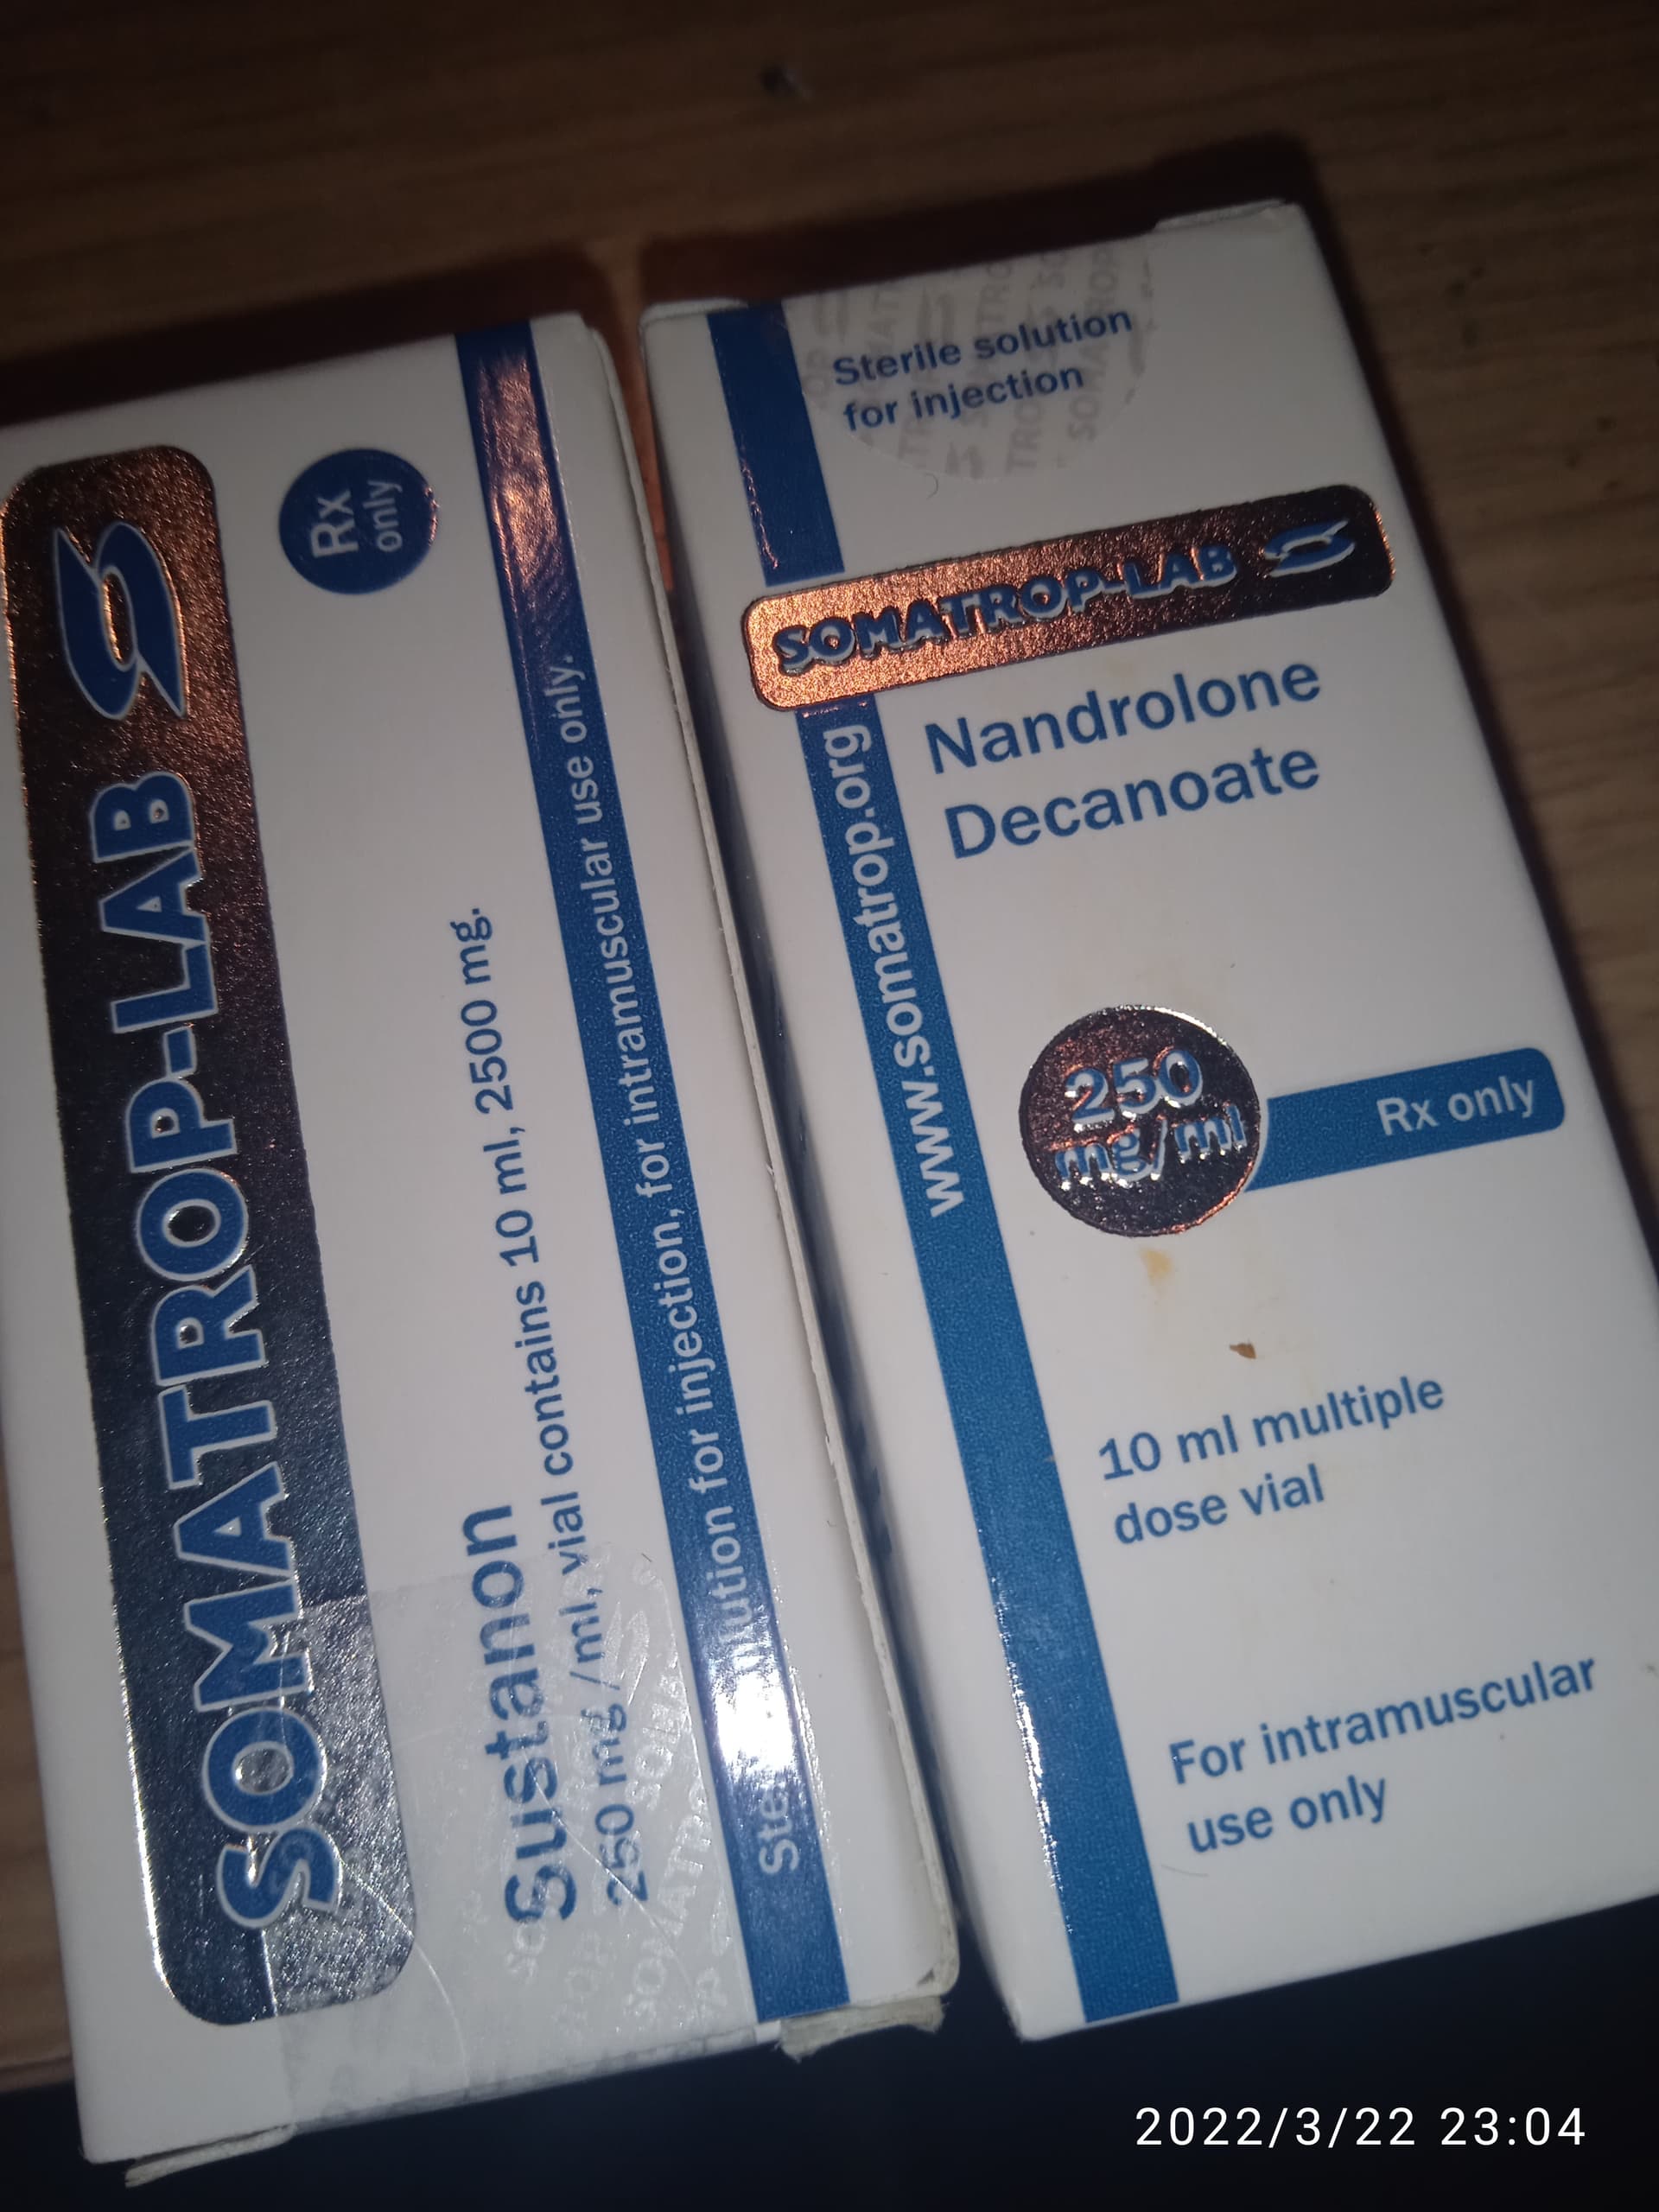 SOMATROP-LAB
Rx
only
Sustanon
250 mg /ml, vial contains 10 ml, 2500 mg.
lution for injection, for intramuscular use only.
Sterile solution
for injection
SOMATROP-LAB
www.somatrop.org
Nandrolone
Decanoate
250
mg/ml
Rx only
10 ml multiple
dose vial
For intramuscular
use only
2022/3/22 23:04